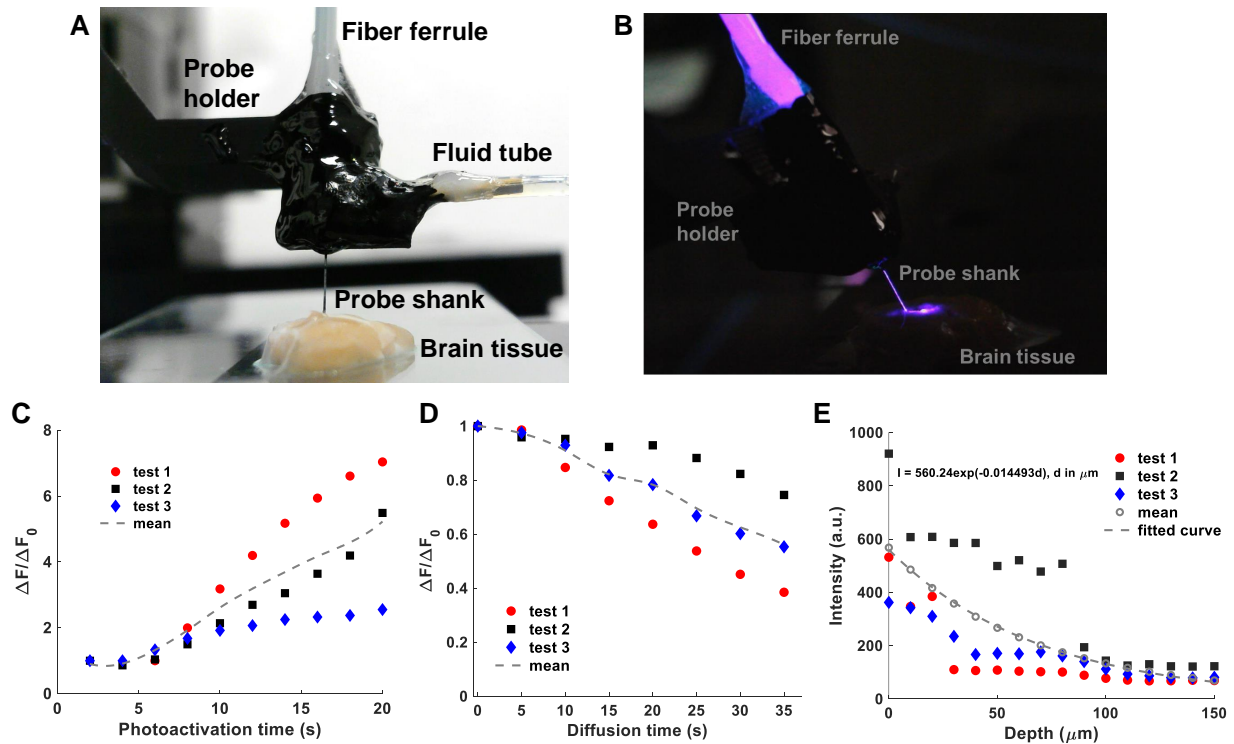 A
Fiber ferrule
Probe
holder
Fluid tube
Probe shank
Brain tissue
B
Fiber ferrule
Probe
holder
Probe shank
Brain tissue
C
8
6
4
2
0
0
5
10
15
20
ΔF/ΔF0
Photoactivation time (s)
test 1
test 2
test 3
mean
D
1
0.8
0.6
0.4
0.2
0
0
5
10
15
20
25
30
35
ΔF/ΔF0
Diffusion time (s)
test 1
test 2
test 3
mean
E
1000
800
600
400
200
0
0
50
100
150
Intensity (a.u.)
Depth (μm)
I = 560.24exp(-0.014493d), d in μm
test 1
test 2
test 3
mean
fitted curve